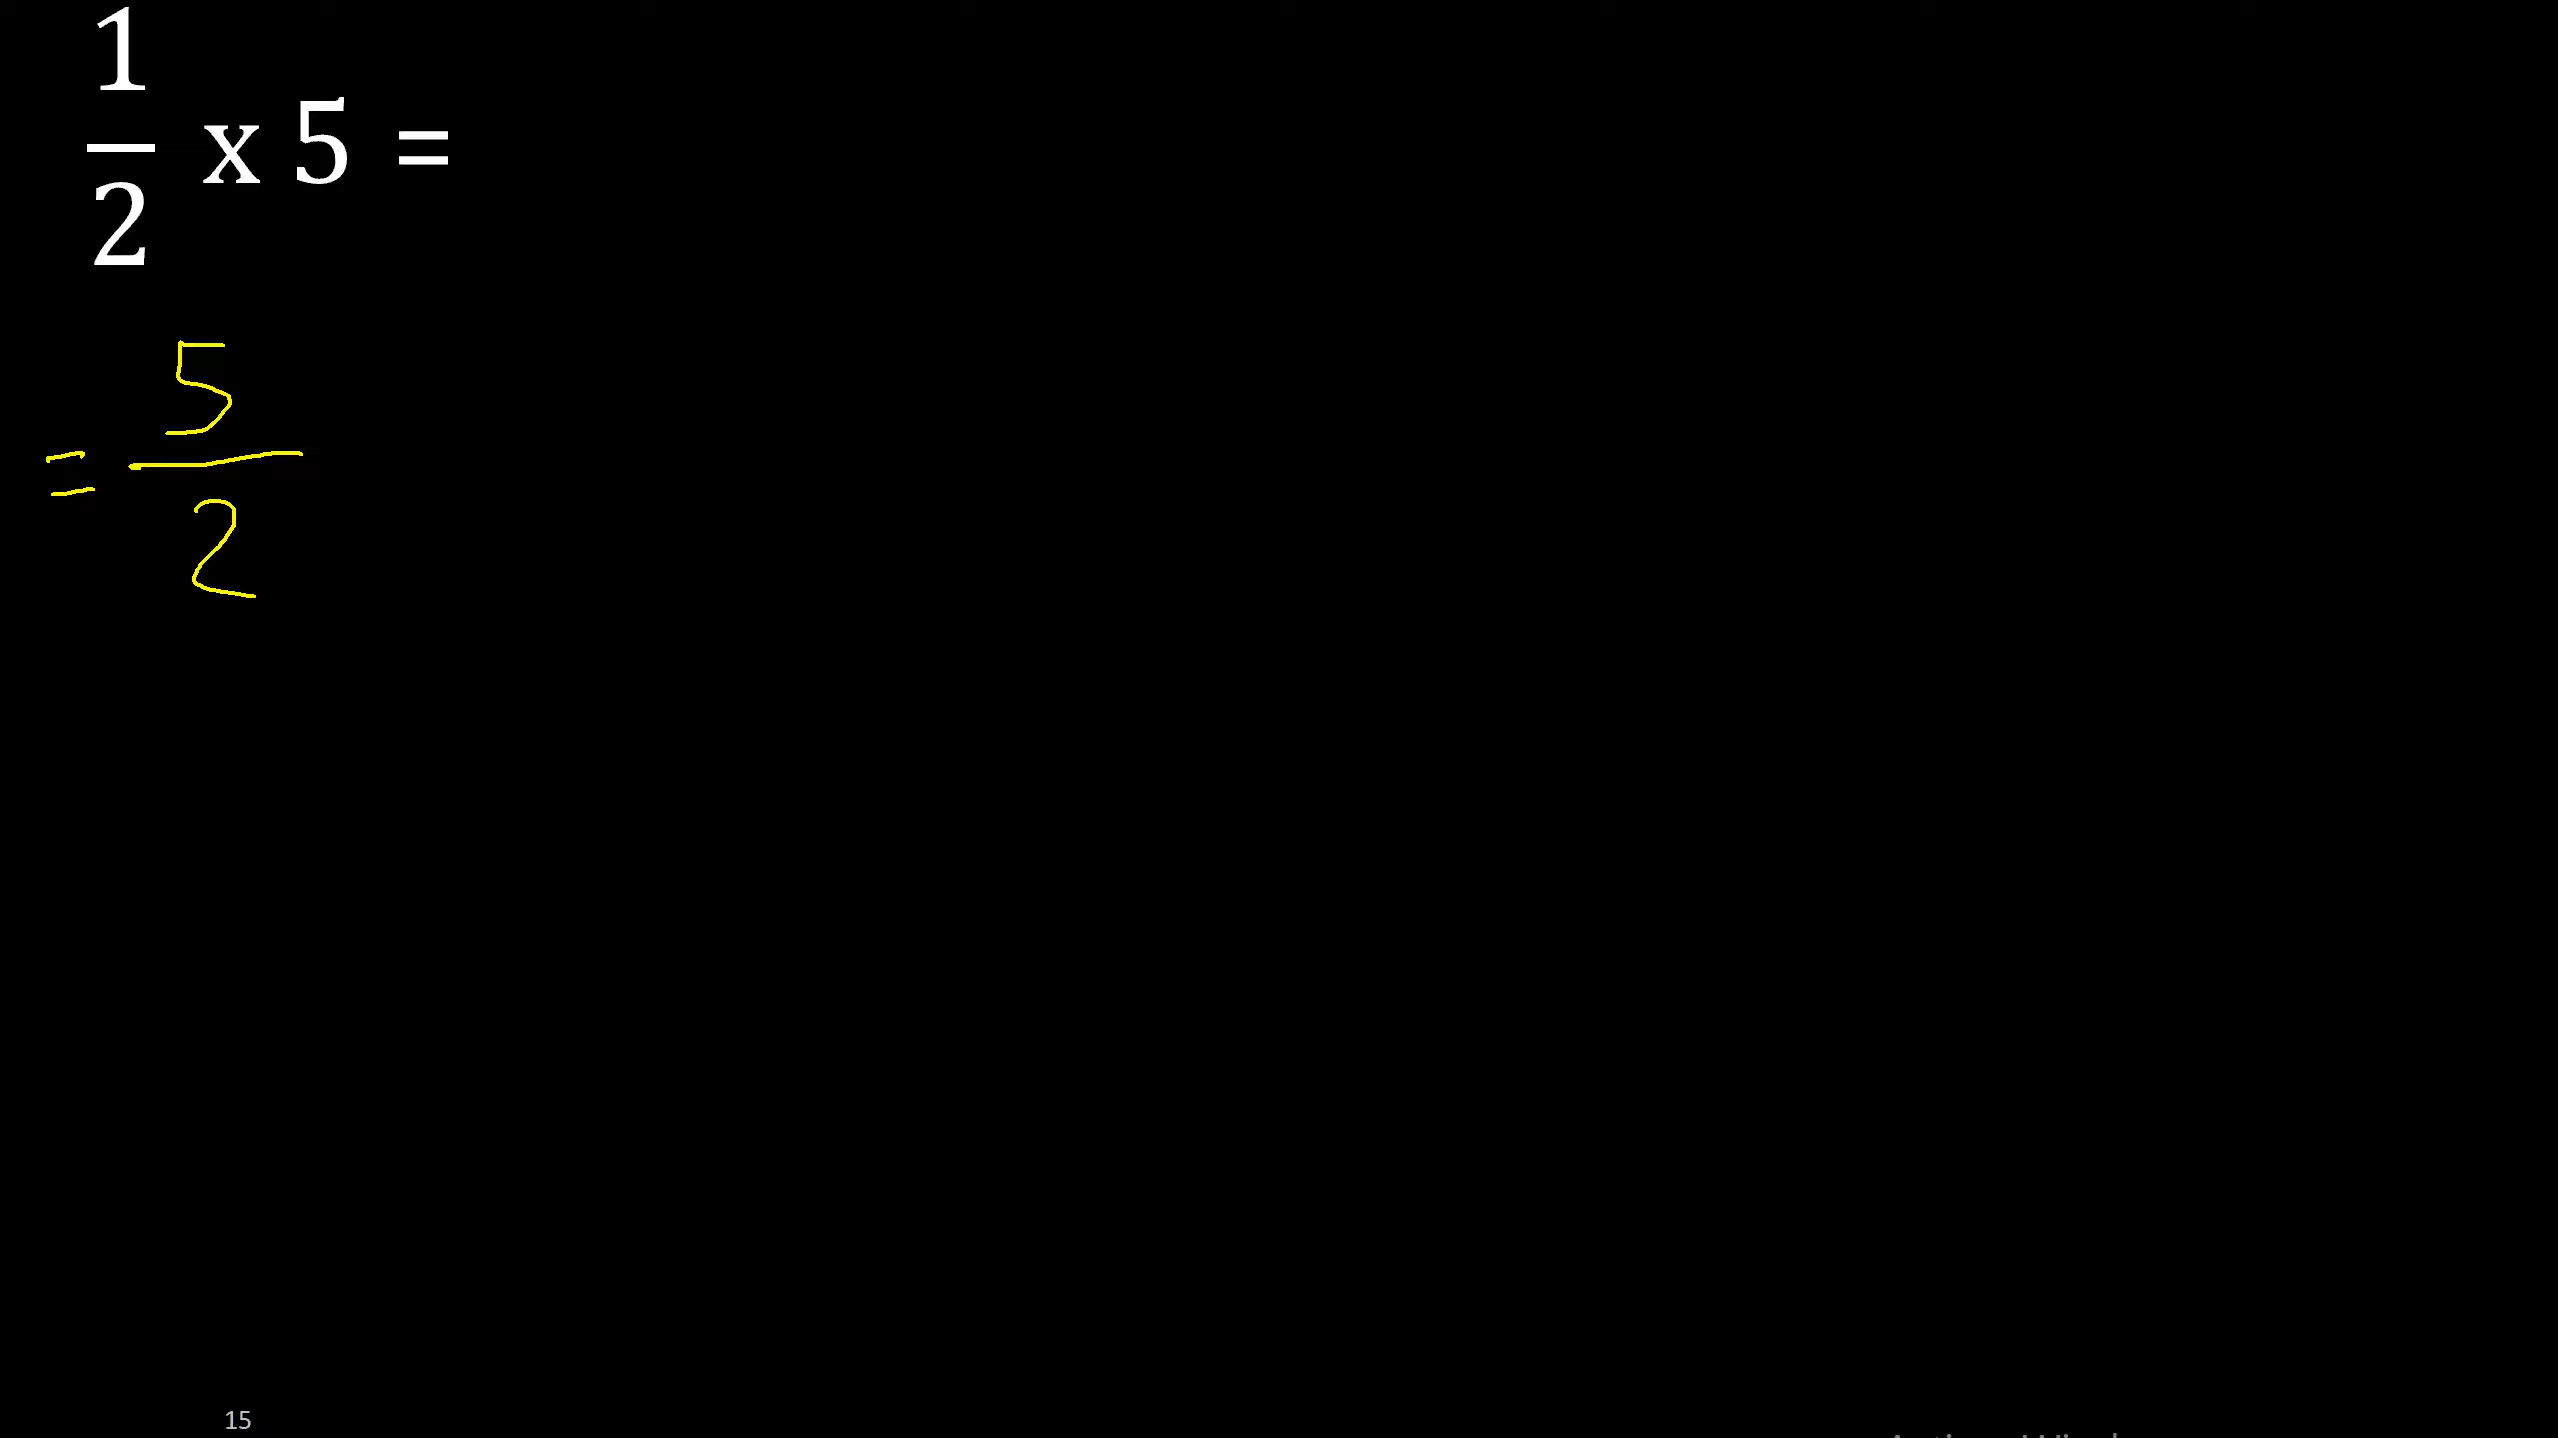 1/2 x 5 =
= 5/2
15